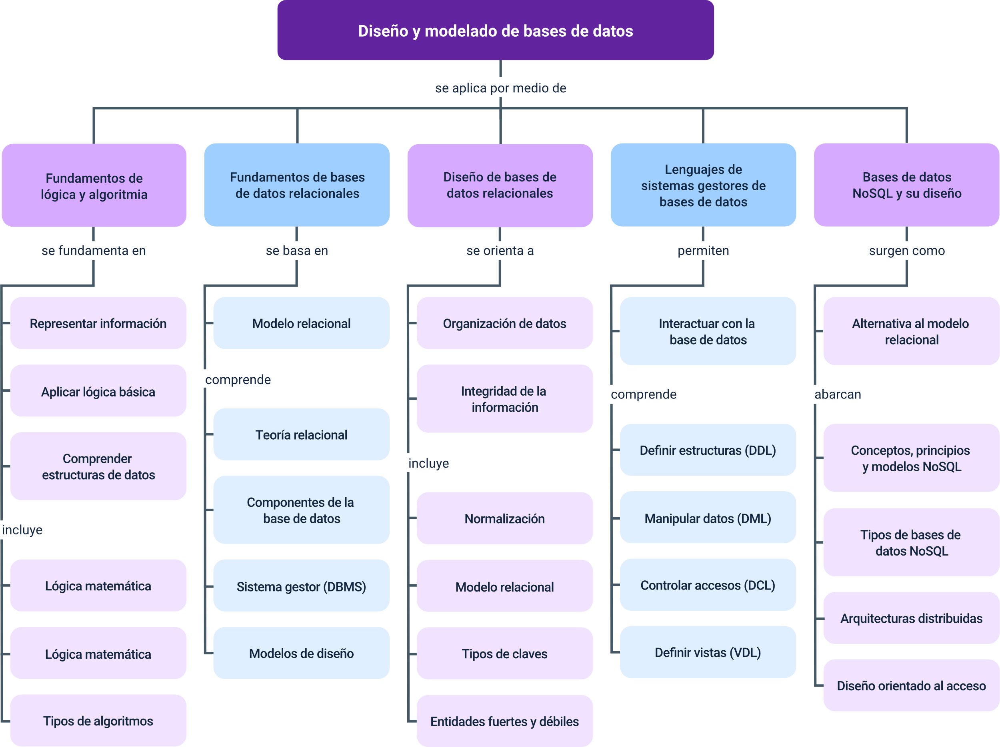 Diseño y modelado de bases de datos
se aplica por medio de
Fundamentos de
lógica y algoritmia
se fundamenta en
Representar información
Aplicar lógica básica
Comprender
estructuras de datos
incluye
Lógica matemática
Lógica matemática
Tipos de algoritmos
Fundamentos de bases
de datos relacionales
se basa en
Modelo relacional
comprende
Teoría relacional
Componentes de la
base de datos
Sistema gestor (DBMS)
Modelos de diseño
Diseño de bases de
datos relacionales
se orienta a
Organización de datos
Integridad de la
información
incluye
Normalización
Modelo relacional
Tipos de claves
Entidades fuertes y débiles
Lenguajes de
sistemas gestores de
bases de datos
permiten
Interactuar con la
base de datos
comprende
Definir estructuras (DDL)
Manipular datos (DML)
Controlar accesos (DCL)
Definir vistas (VDL)
Bases de datos
NoSQL y su diseño
surgen como
Alternativa al modelo
relacional
abarcan
Conceptos, principios
y modelos NoSQL
Tipos de bases de
datos NoSQL
Arquitecturas distribuidas
Diseño orientado al acceso